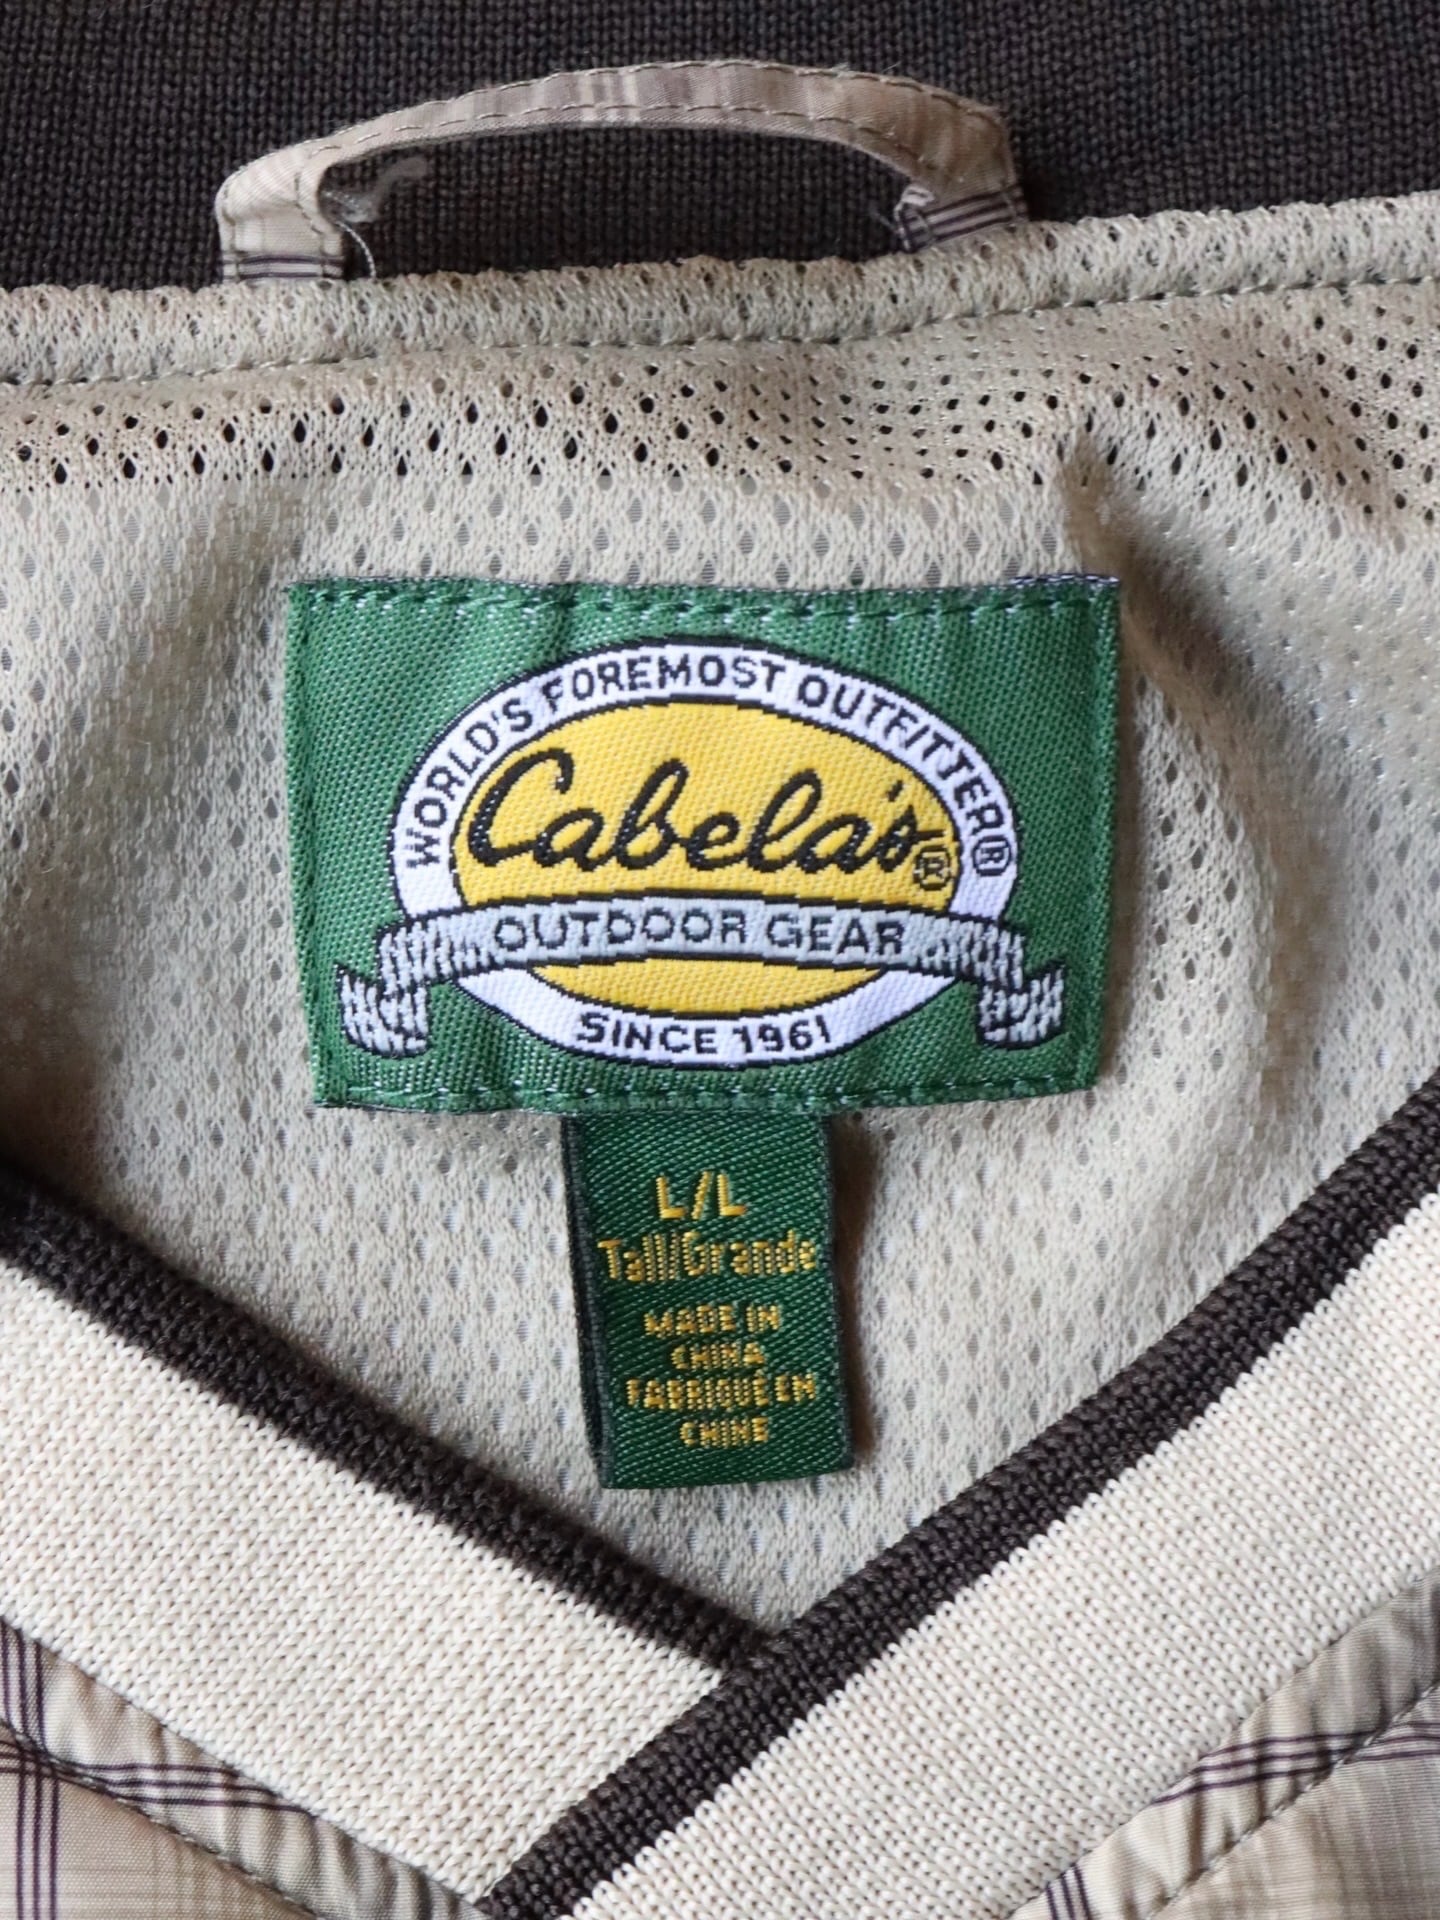 WORLD'S FOREMOST OUTFITTER®
Cabela's®
OUTDOOR GEAR
SINCE 1961
L/L
Tall/Grande
MADE IN
CHINA
FABRIQUÉ EN
CHINE